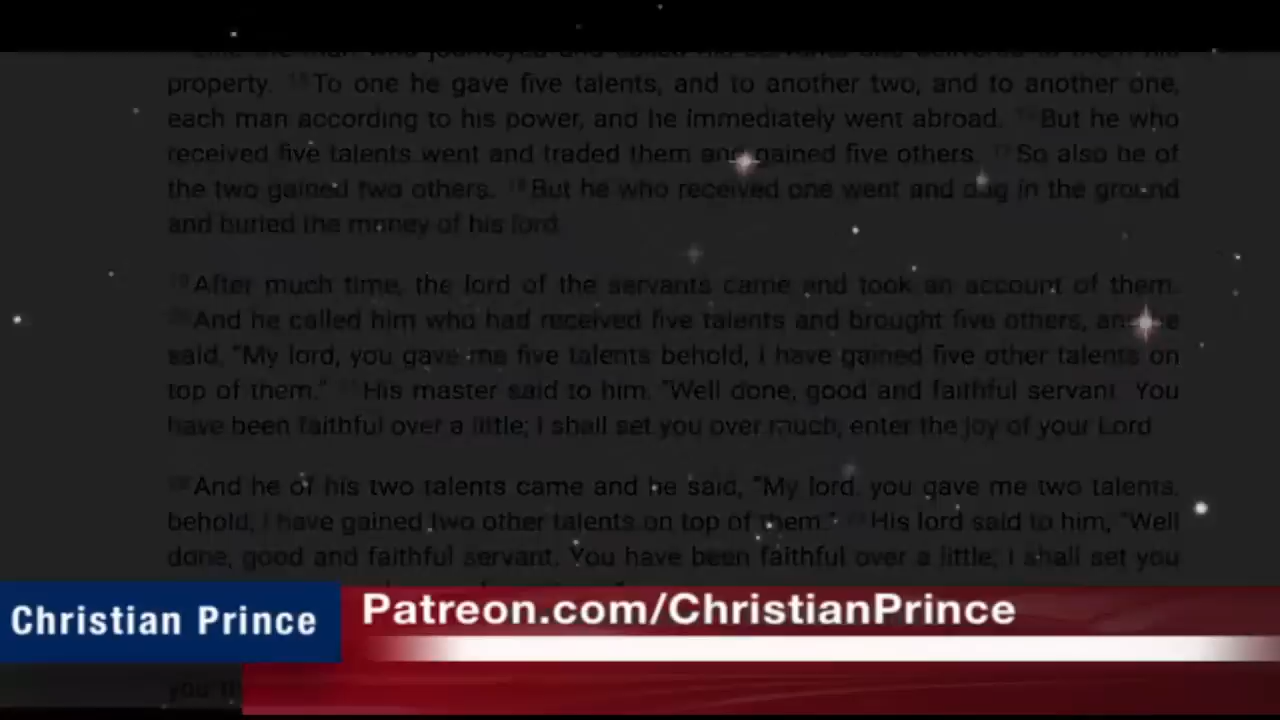 property. To one he gave five talents, and to another two, and to another one,
each man according to his power, and he immediately went abroad. But he who
received five talents went and traded them and gained five others. So also he of
the two gained two others. But he who received one went and dug in the ground
and buried the money of his lord
After much time, the lord of the servants came and took an account of them.
And he called him who had received five talents and brought five others, and
said, "My lord, you gave me five talents behold, I have gained five other talents on
top of them." His master said to him. "Well done, good and faithful servant. You
have been faithful over a little; I shall set you over much, enter the joy of your Lord
And he of his two talents came and he said, "My lord, you gave me two talents,
behold, I have gained two other talents on top of them." His lord said to him, "Well
done, good and faithful servant. You have been faithful over a little; I shall set you
Christian Prince
Patreon.com/ChristianPrince
you